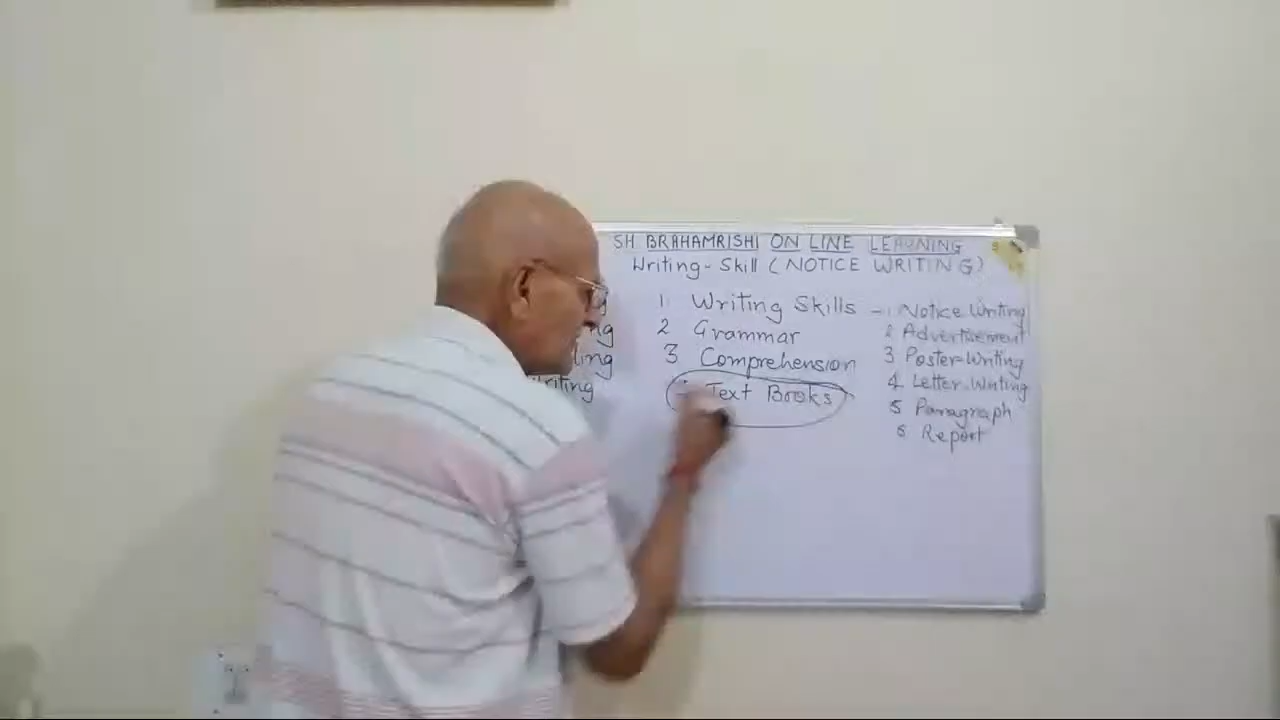 SH BRAHAMRISHI ON LINE LEARNING
Writing-Skill (NOTICE WRITING)
1. Writing Skills
2 Grammar
3 Comprehension
Text Books
1 Notice Writing
2 Advertisement
3 Poster-Writing
4 Letter-Writing
5 Paragraph
6 Report